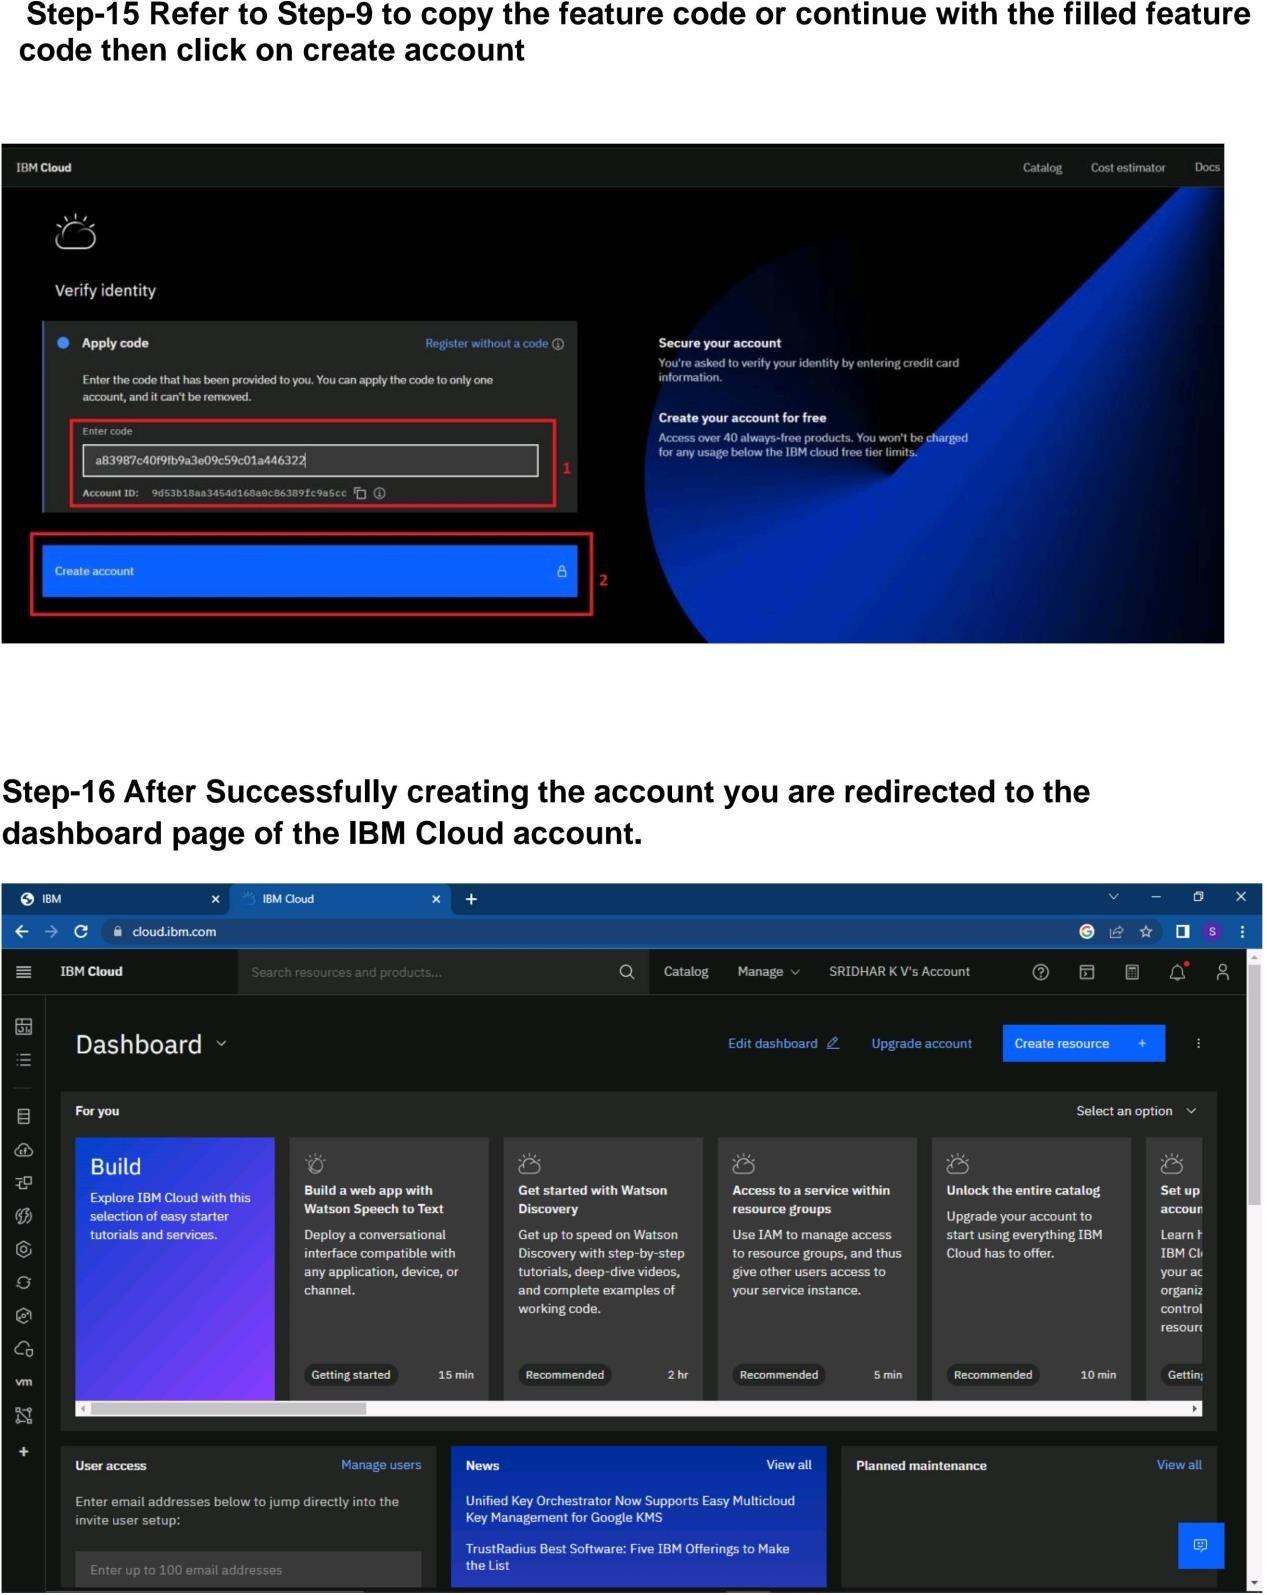 Step-15 Refer to Step-9 to copy the feature code or continue with the filled feature
code then click on create account
IBM Cloud
Catalog
Cost estimator
Docs
Verify identity
Apply code
Register without a code
Enter the code that has been provided to you. You can apply the code to only one
account, and it can't be removed.
Enter code
a83987c40f9fb9a3e09c59c01a446322
1
Account ID: 9d53b18aa3454d168a0c86389fc9a5cc
Create account
2
Secure your account
You're asked to verify your identity by entering credit card
information.
Create your account for free
Access over 40 always-free products. You won't be charged
for any usage below the IBM cloud free tier limits.
Step-16 After Successfully creating the account you are redirected to the
dashboard page of the IBM Cloud account.
IBM
IBM Cloud
cloud.ibm.com
S
IBM Cloud
Search resources and products...
Catalog
Manage
SRIDHAR K V's Account
Dashboard
Edit dashboard
Upgrade account
Create resource +
For you
Select an option
Build
Explore IBM Cloud with this
selection of easy starter
tutorials and services.
Build a web app with
Watson Speech to Text
Deploy a conversational
interface compatible with
any application, device, or
channel.
Getting started
15 min
Get started with Watson
Discovery
Get up to speed on Watson
Discovery with step-by-step
tutorials, deep-dive videos,
and complete examples of
working code.
Recommended
2 hr
Access to a service within
resource groups
Use IAM to manage access
to resource groups, and thus
give other users access to
your service instance.
Recommended
5 min
Unlock the entire catalog
Upgrade your account to
start using everything IBM
Cloud has to offer.
Recommended
10 min
Set up
accoun
Learn h
IBM Cl
your ac
organiz
control
resour
Getting
vm
User access
Manage users
Enter email addresses below to jump directly into the
invite user setup:
Enter up to 100 email addresses
News
View all
Unified Key Orchestrator Now Supports Easy Multicloud
Key Management for Google KMS
TrustRadius Best Software: Five IBM Offerings to Make
the List
Planned maintenance
View all